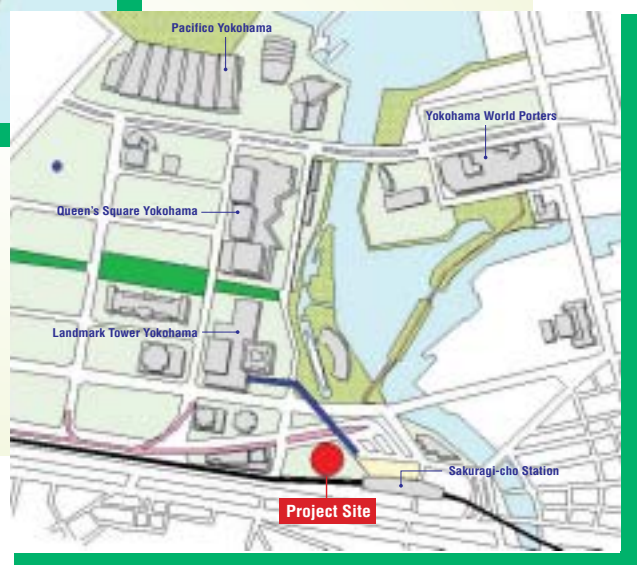 Pacifico Yokohama
Yokohama World Porters
Queen's Square Yokohama
Landmark Tower Yokohama
Sakuragi-cho Station
Project Site